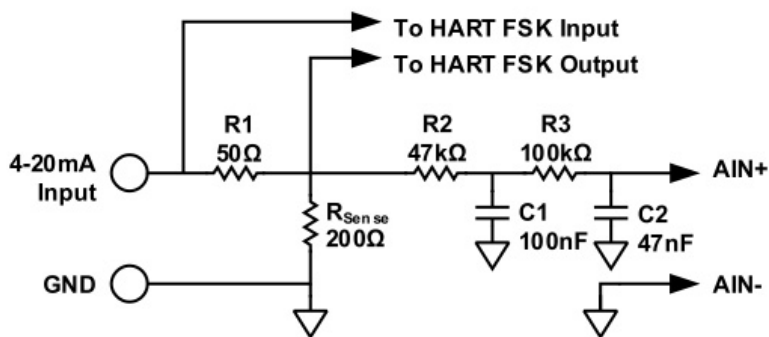 To HART FSK Input
To HART FSK Output
R1
50Ω
R2
47kΩ
R3
100kΩ
4-20mA
Input
AIN+
RSense
200Ω
C1
100nF
C2
47nF
GND
AIN-